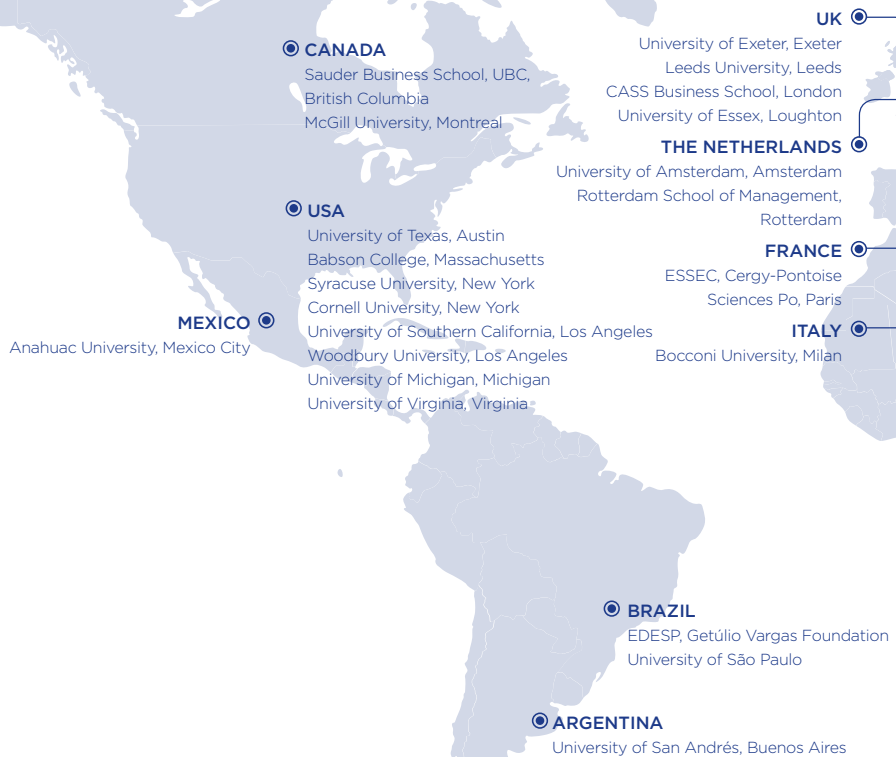 CANADA
Sauder Business School, UBC,
British Columbia
McGill University, Montreal
USA
University of Texas, Austin
Babson College, Massachusetts
Syracuse University, New York
Cornell University, New York
University of Southern California, Los Angeles
Woodbury University, Los Angeles
University of Michigan, Michigan
University of Virginia, Virginia
MEXICO
Anahuac University, Mexico City
UK
University of Exeter, Exeter
Leeds University, Leeds
CASS Business School, London
University of Essex, Loughton
THE NETHERLANDS
University of Amsterdam, Amsterdam
Rotterdam School of Management,
Rotterdam
FRANCE
ESSEC, Cergy-Pontoise
Sciences Po, Paris
ITALY
Bocconi University, Milan
BRAZIL
EDESP, Getúlio Vargas Foundation
University of São Paulo
ARGENTINA
University of San Andrés, Buenos Aires